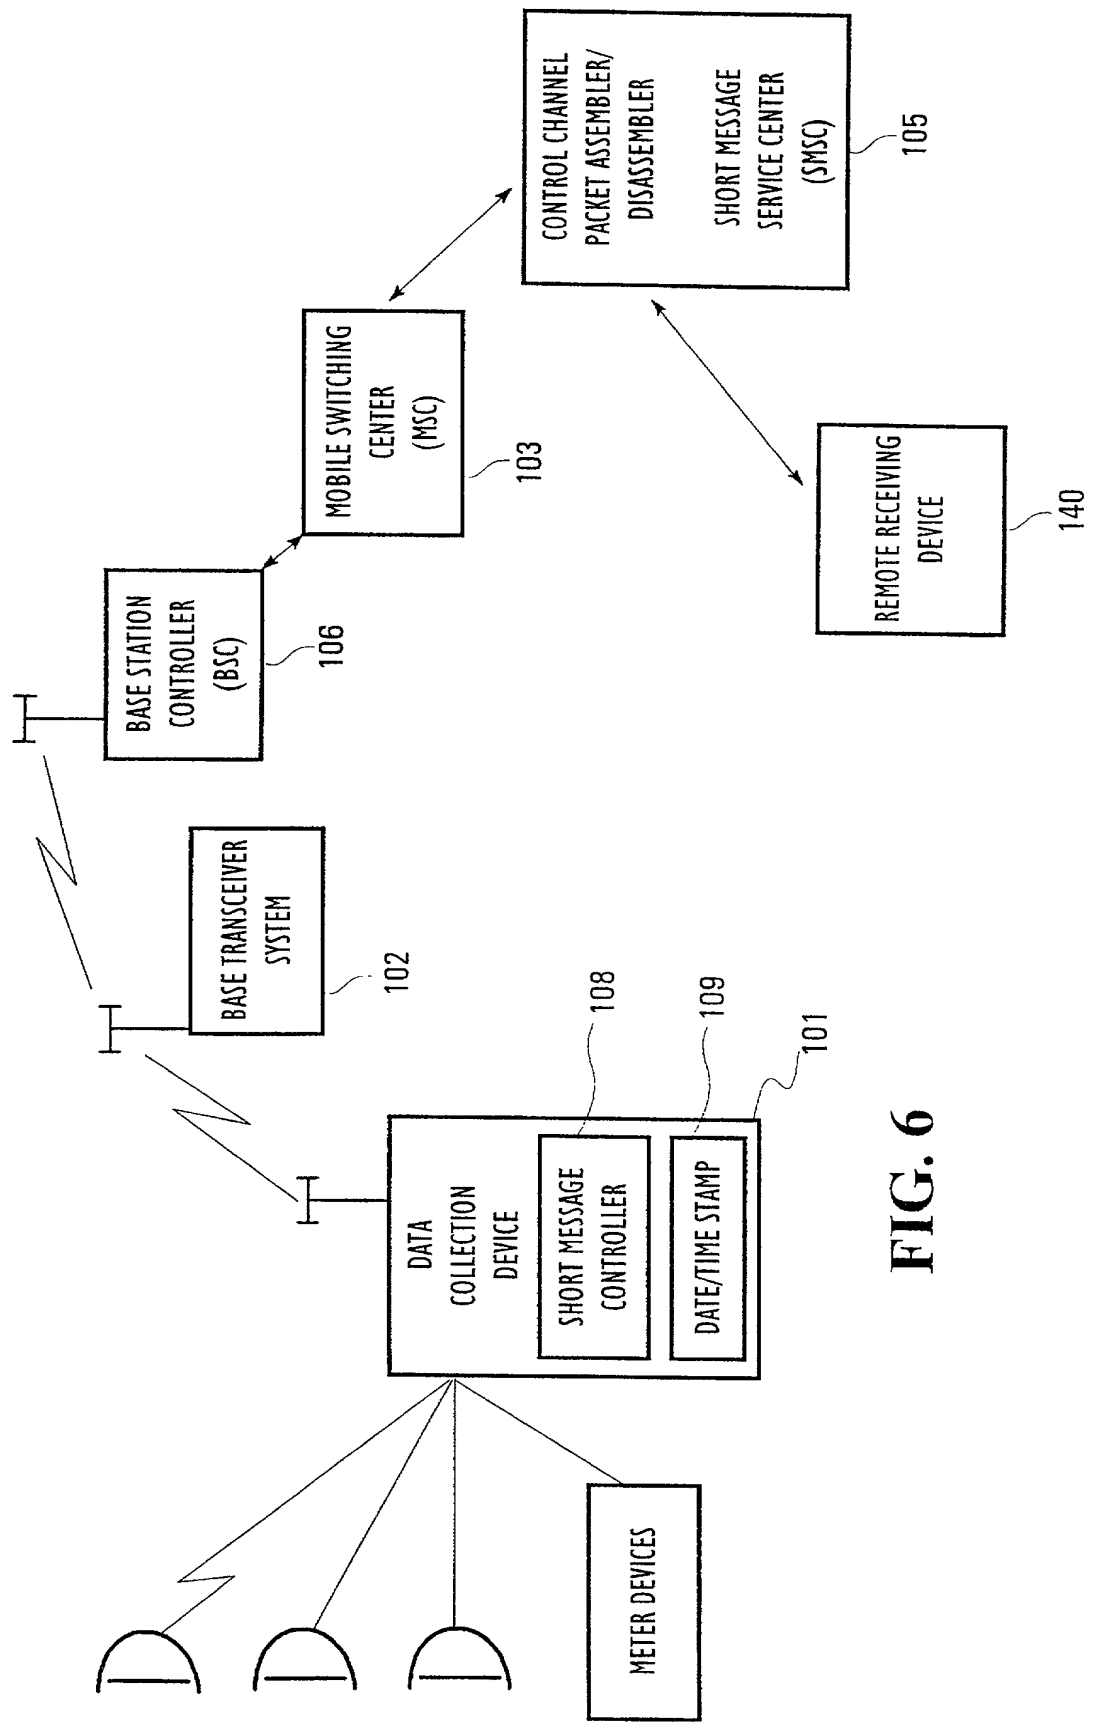 METER DEVICES
DATA
COLLECTION
DEVICE
SHORT MESSAGE
CONTROLLER
DATE/TIME STAMP
108
109
101
BASE TRANSCEIVER
SYSTEM
102
BASE STATION
CONTROLLER
(BSC)
106
MOBILE SWITCHING
CENTER
(MSC)
103
CONTROL CHANNEL
PACKET ASSEMBLER/
DISASSEMBLER
SHORT MESSAGE
SERVICE CENTER
(SMSC)
105
REMOTE RECEIVING
DEVICE
140
FIG. 6